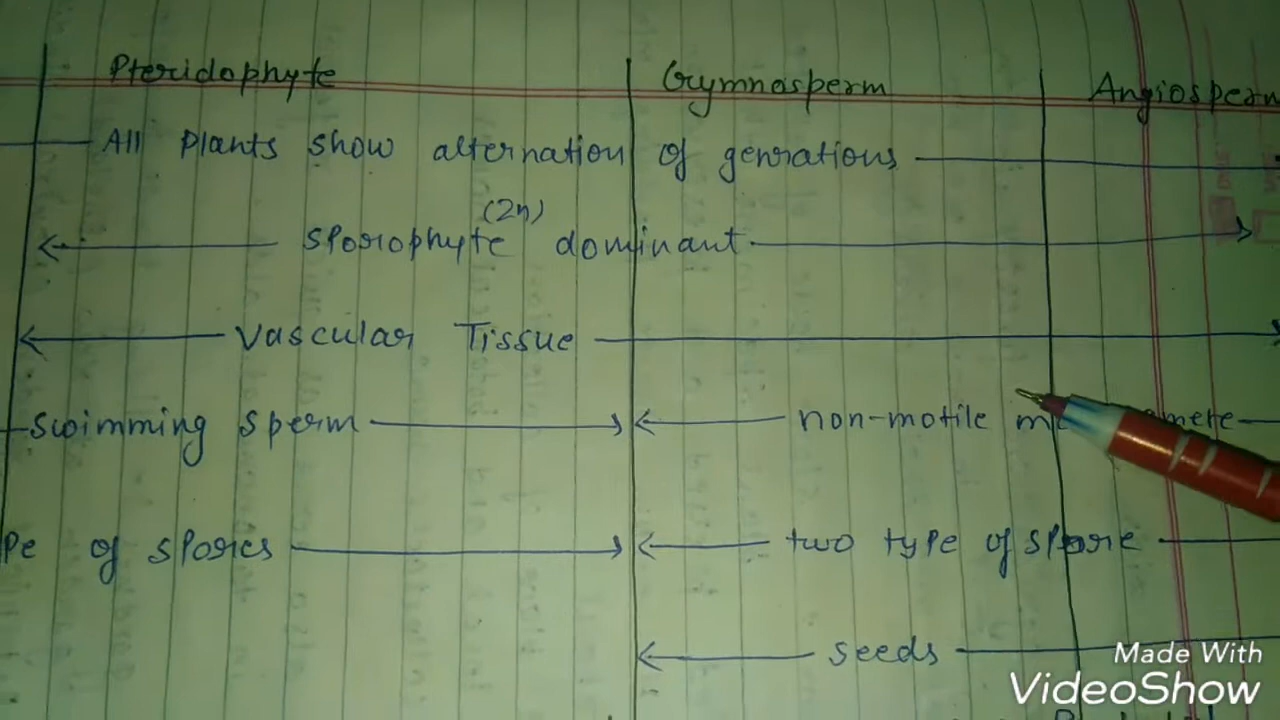 Pteridophyte Gymnosperm Angiosperm
All Plants show alternation of genrations
(2n)
sporophyte dominant
Vascular Tissue
swimming sperm non-motile
of spores two type of spore
seeds
Made With
VideoShow